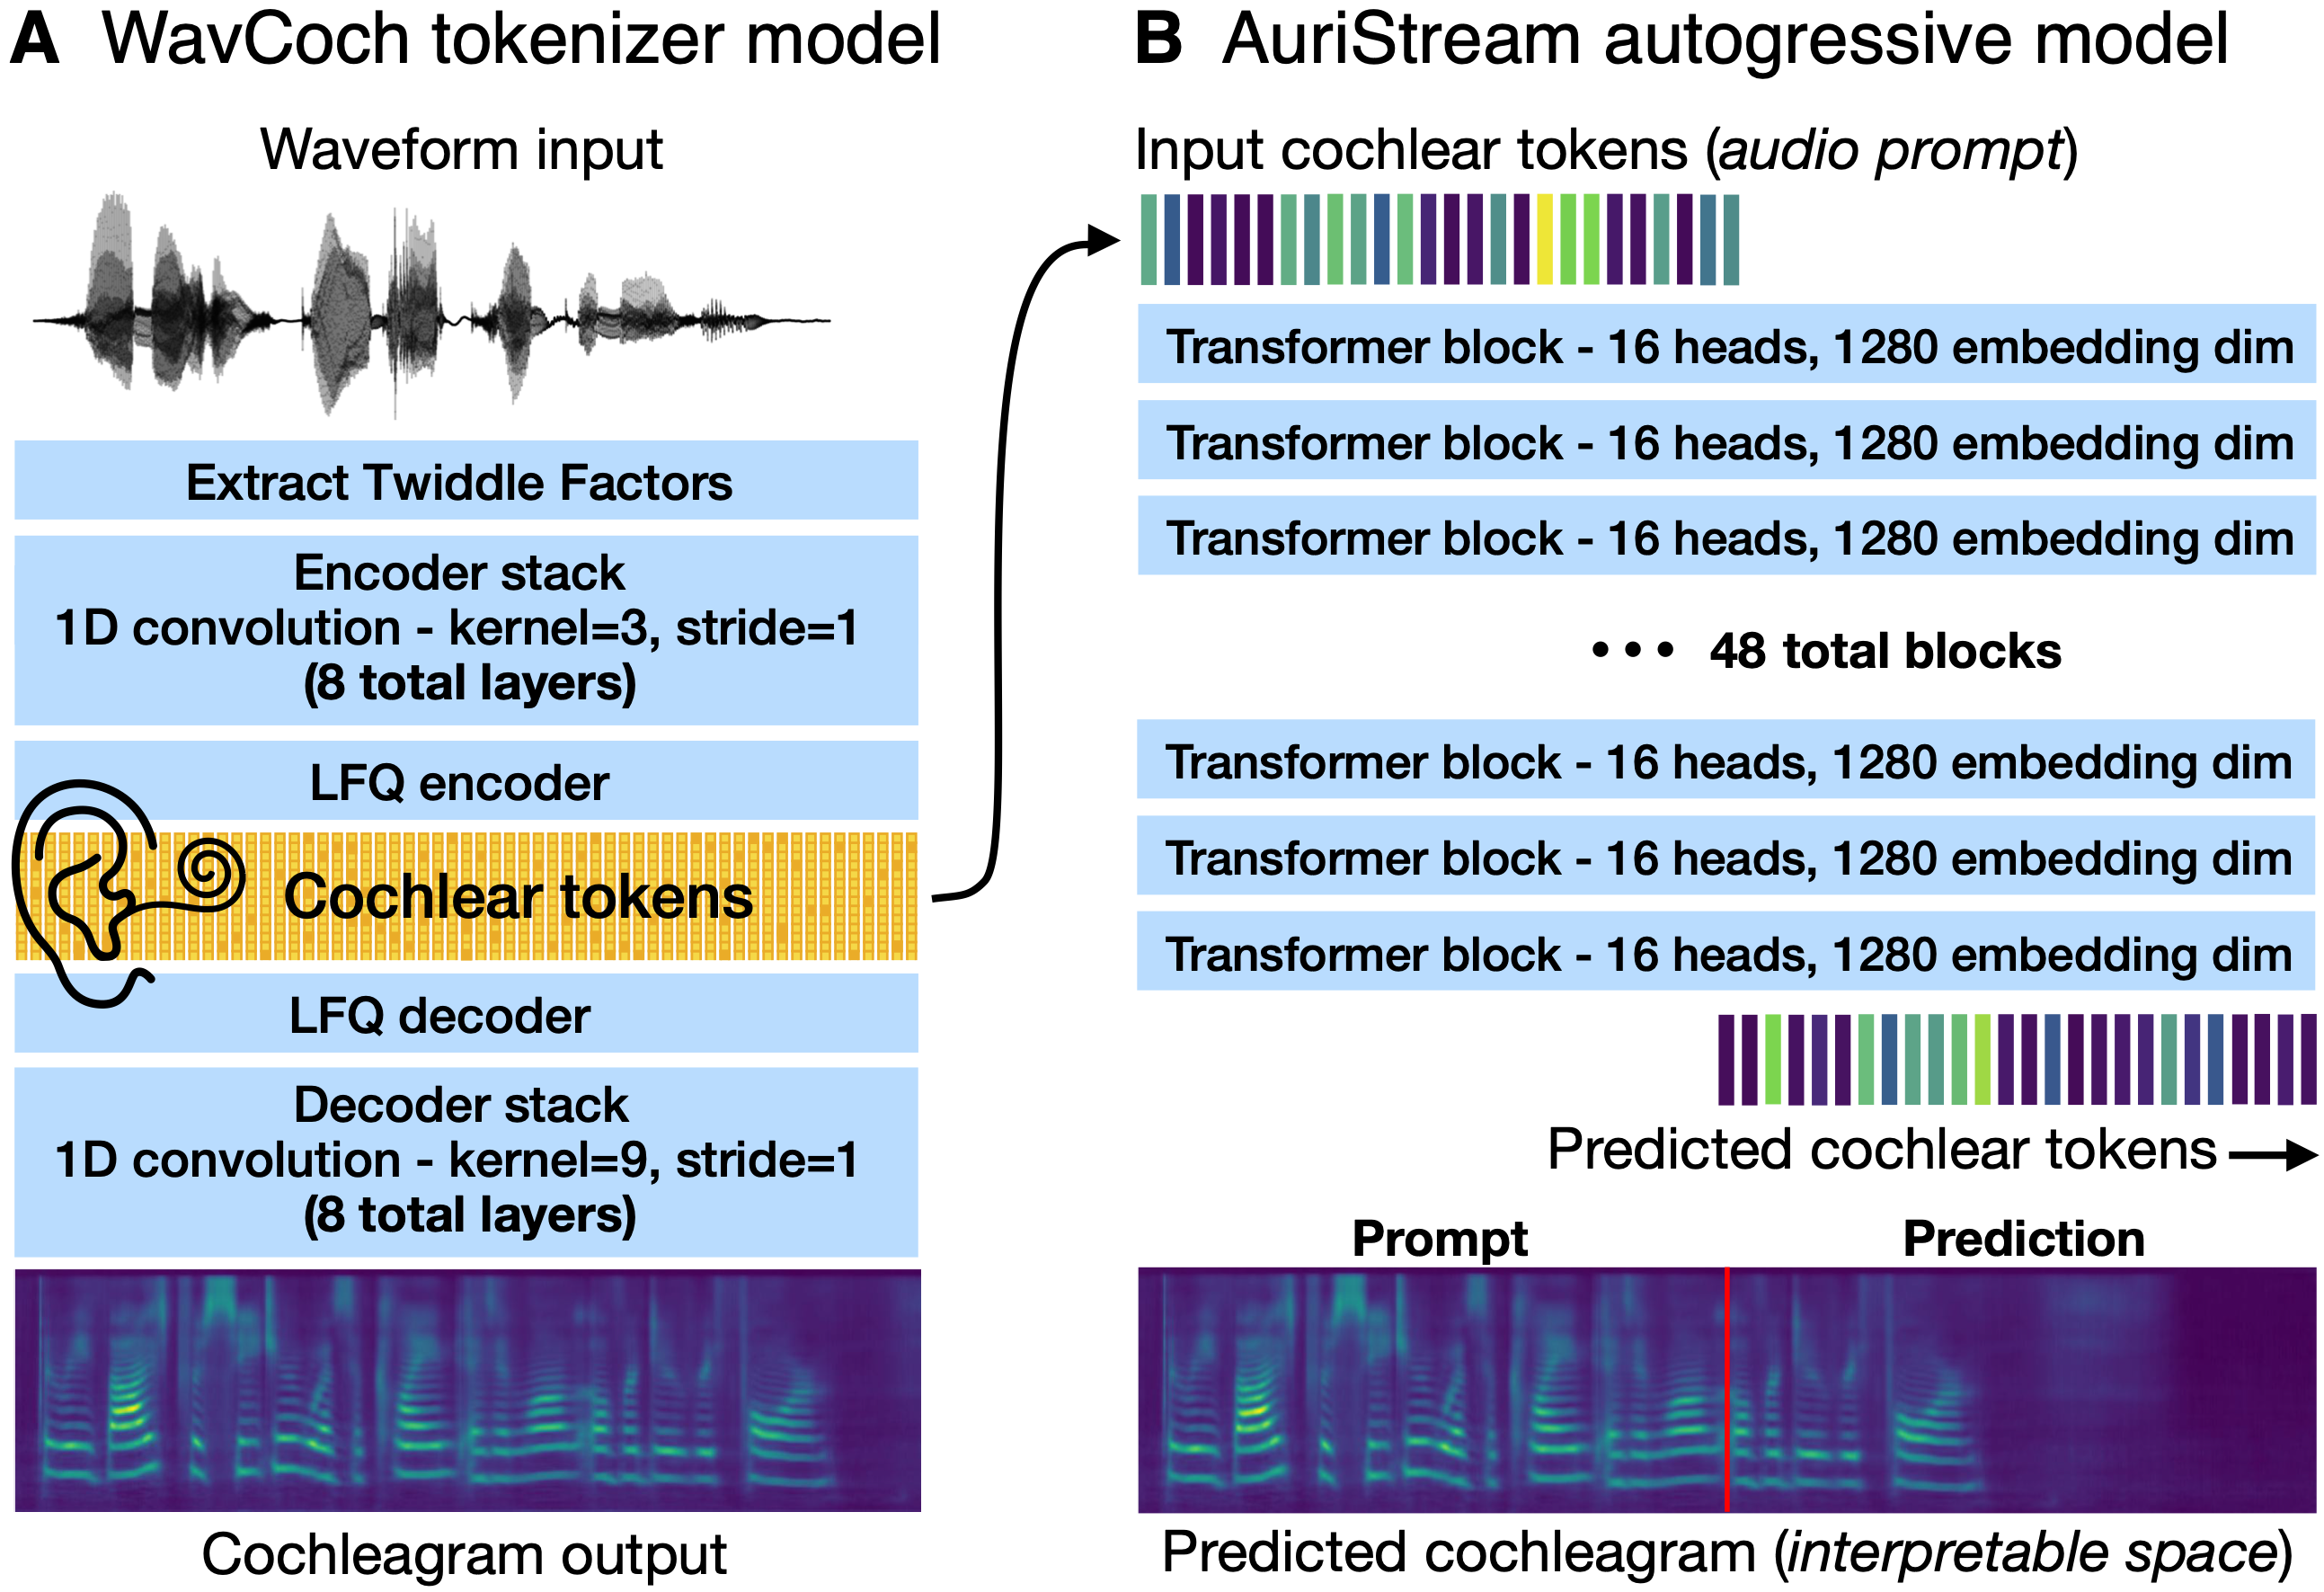 A WavCoch tokenizer model
Waveform input
Extract Twiddle Factors
Encoder stack
1D convolution - kernel=3, stride=1
(8 total layers)
LFQ encoder
Cochlear tokens
LFQ decoder
Decoder stack
1D convolution - kernel=9, stride=1
(8 total layers)
Cochleagram output
B AuriStream autogressive model
Input cochlear tokens (audio prompt)
Transformer block - 16 heads, 1280 embedding dim
Transformer block - 16 heads, 1280 embedding dim
Transformer block - 16 heads, 1280 embedding dim
••• 48 total blocks
Transformer block - 16 heads, 1280 embedding dim
Transformer block - 16 heads, 1280 embedding dim
Transformer block - 16 heads, 1280 embedding dim
Predicted cochlear tokens →
Prompt Prediction
Predicted cochleagram (interpretable space)